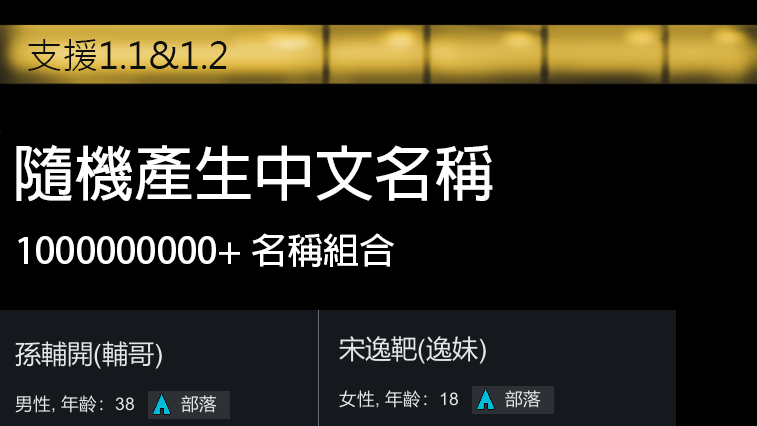 支援1.1&1.2
隨機產生中文名稱
1000000000+ 名稱組合
孫輔開(輔哥)
男性, 年齡：38 部落
宋逸靶(逸妹)
女性, 年齡：18 部落